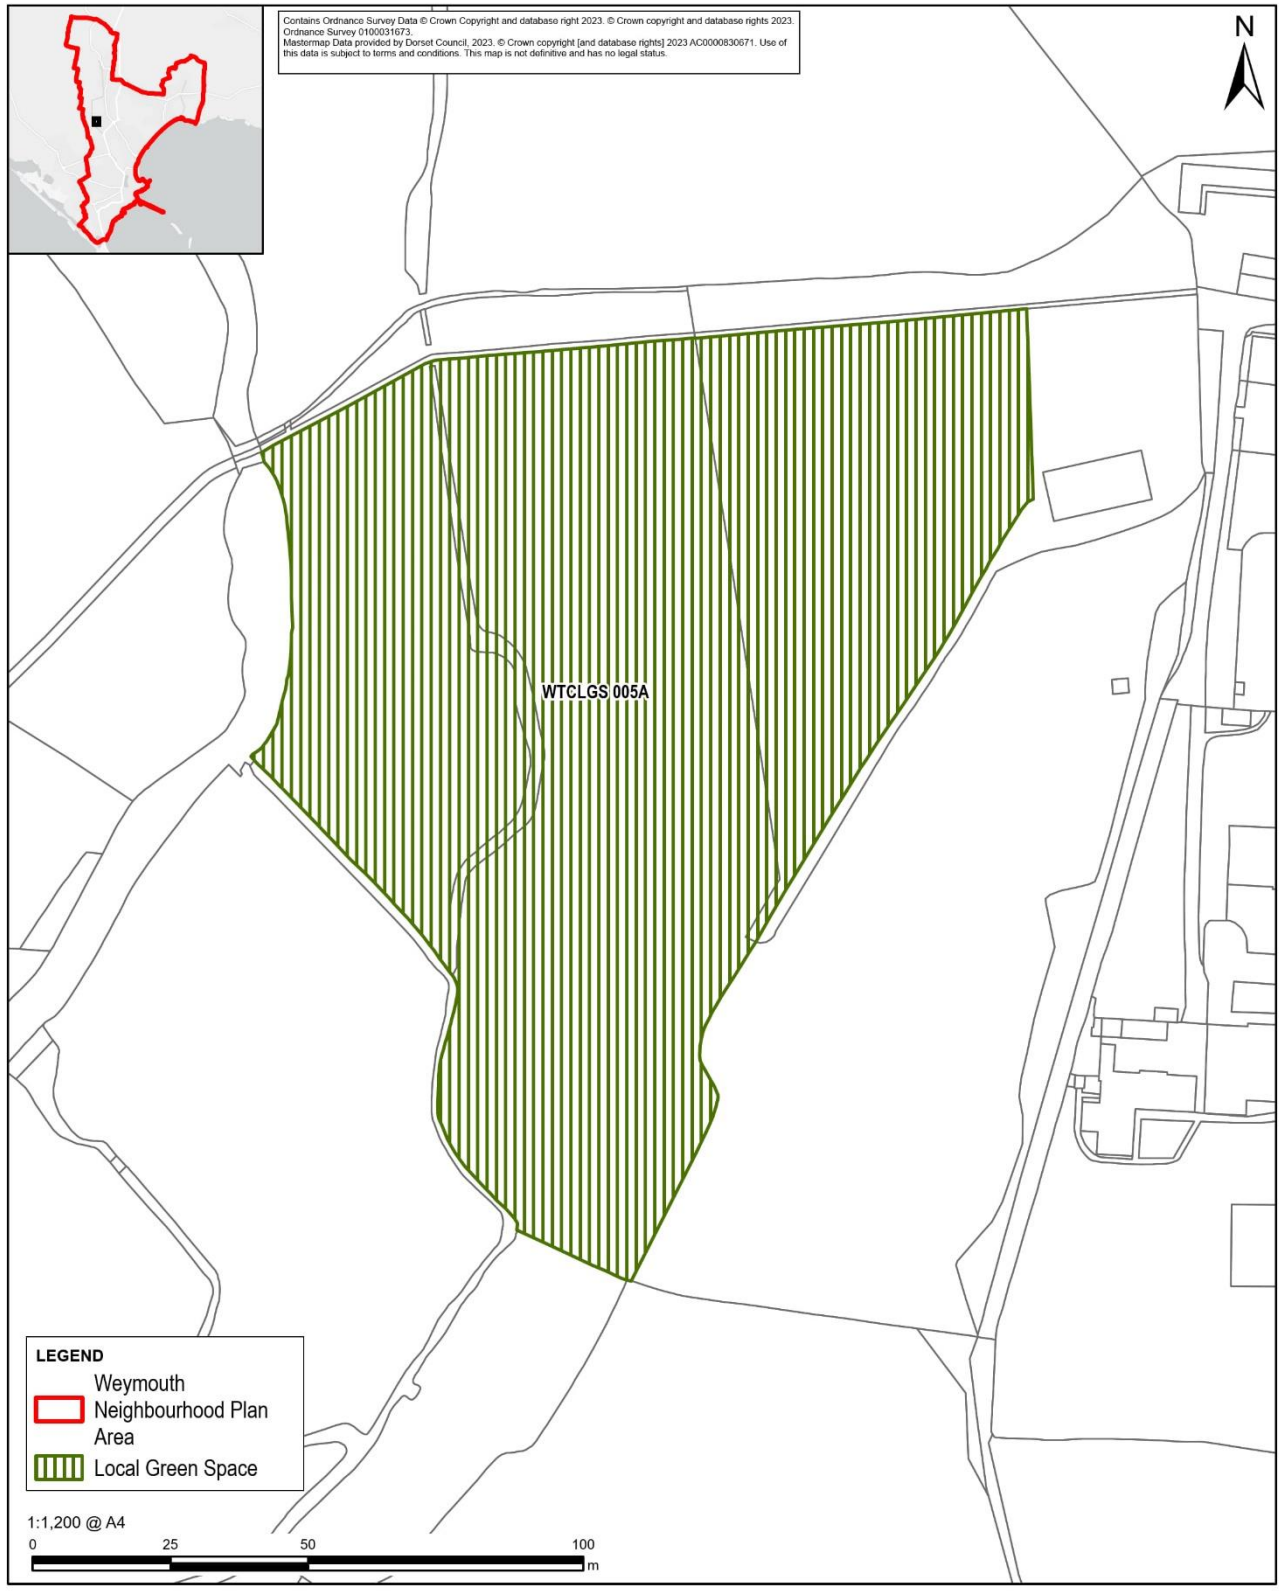 Contains Ordnance Survey Data © Crown Copyright and database right 2023. © Crown copyright and database rights 2023.
Ordnance Survey 0100031673.
Mastermap Data provided by Dorset Council, 2023. © Crown copyright [and database rights] 2023 AC0000830671. Use of
this data is subject to terms and conditions. This map is not definitive and has no legal status.
N
WTCLGS 005A
LEGEND
Weymouth
Neighbourhood Plan
Area
Local Green Space
1:1,200 @ A4
0 25 50 100
m